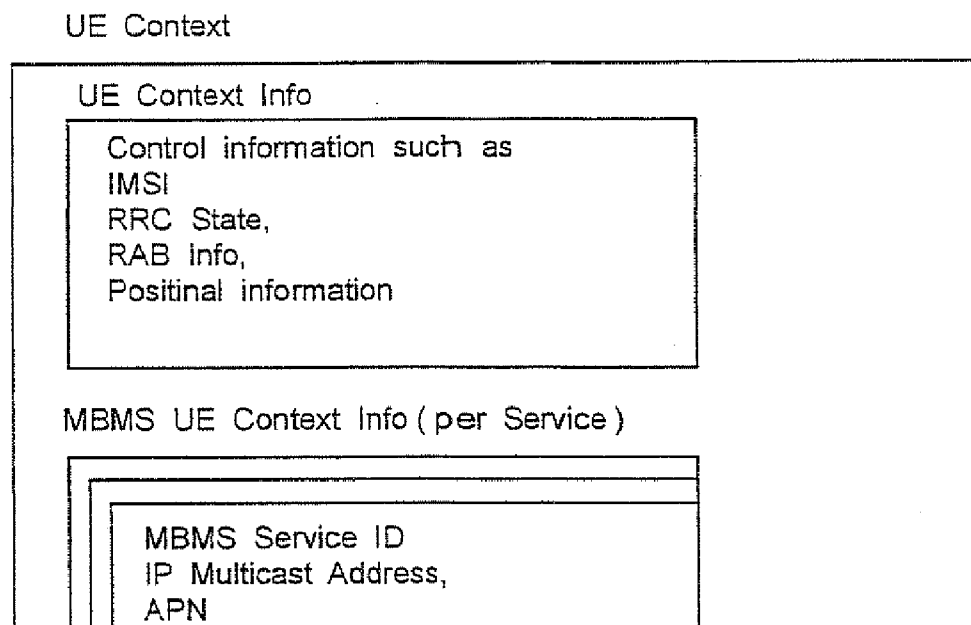 UE Context
UE Context Info
Control information such as
IMSI
RRC State,
RAB Info,
Positinal information
MBMS UE Context Info ( per Service )
MBMS Service ID
IP Multicast Address,
APN